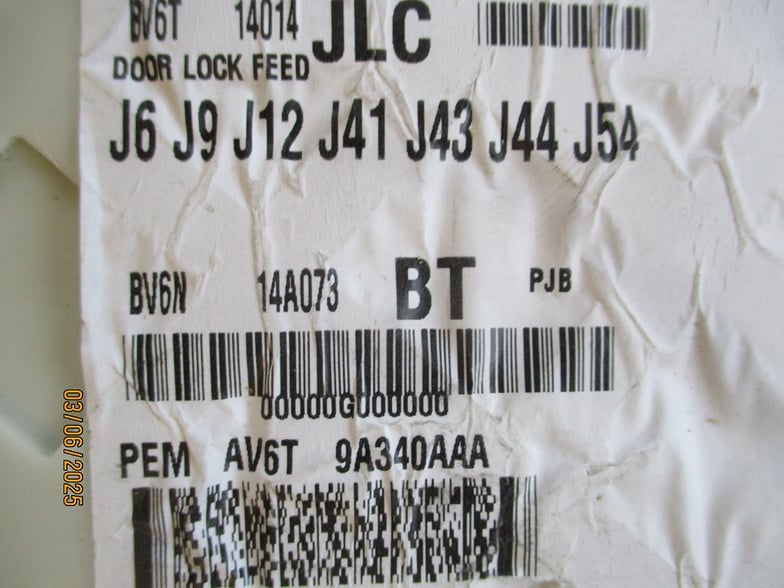 BV6T 14014 JLC
DOOR LOCK FEED
J6 J9 J12 J41 J43 J44 J54
BV6N 14A073 BT PJB
00000G000000
PEM AV6T 9A340AAA
03/06/2025